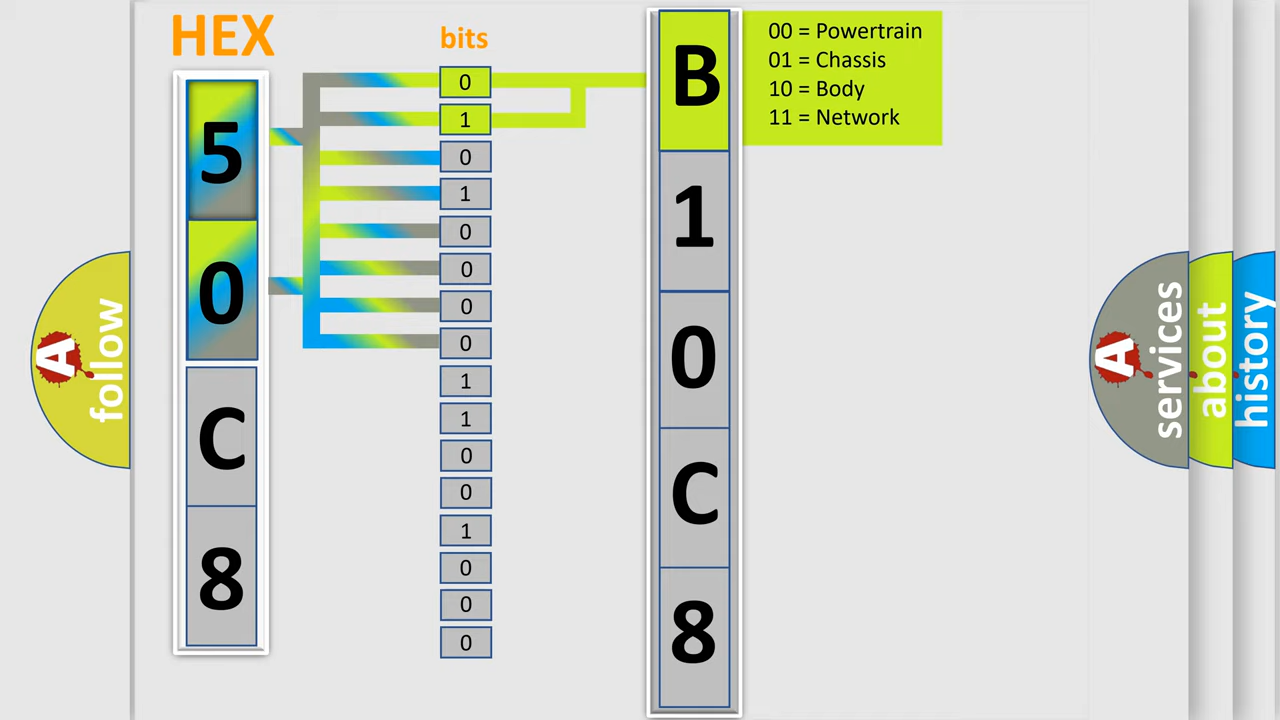 HEX
bits
5
0
C
8
0
1
0
1
0
0
0
0
1
1
0
0
1
0
0
0
B
1
0
C
8
00 = Powertrain
01 = Chassis
10 = Body
11 = Network
A
follow
A
services
about
history